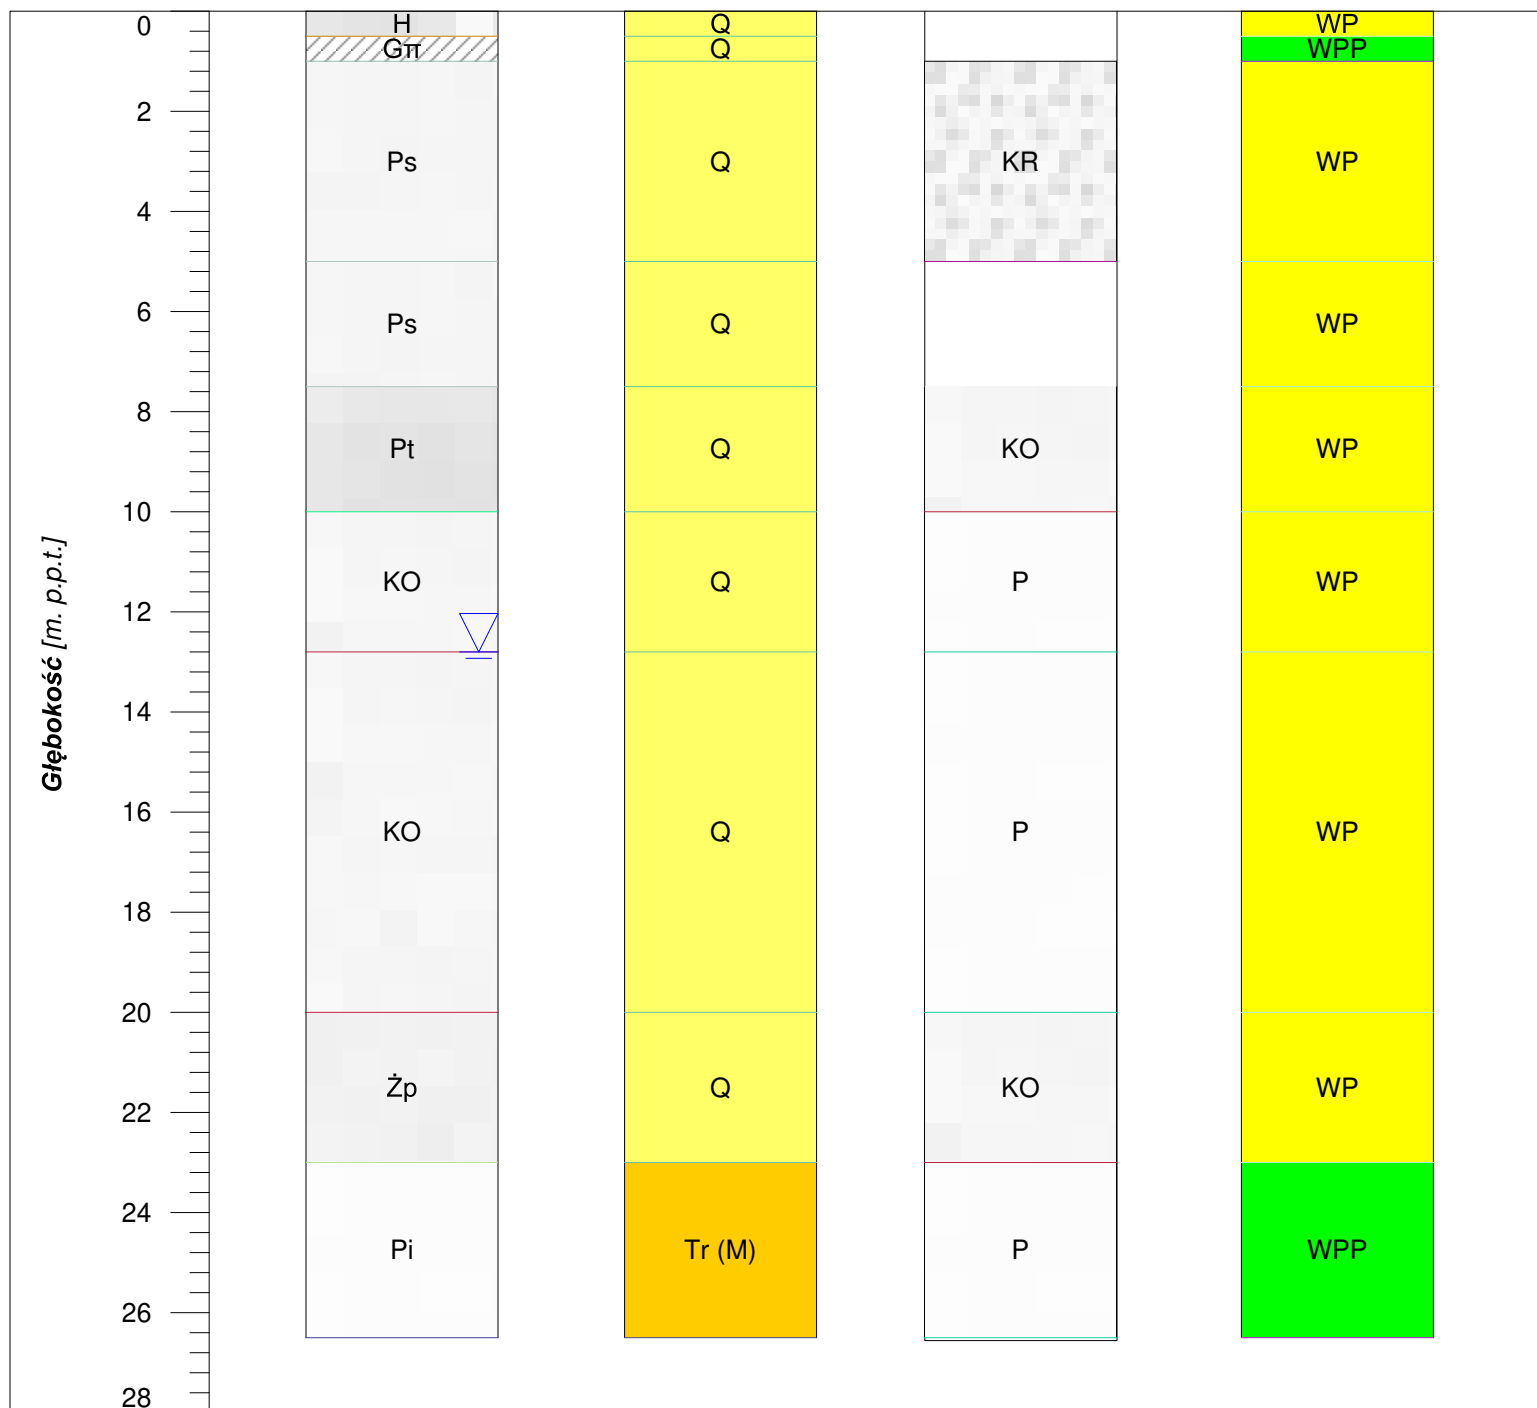 0 H Q WP
Gπ Q WPP
2
Ps Q KR WP
4
6
Ps Q WP
8
Pt Q KO WP
10
KO Q P WP
12
14
16
KO Q P WP
18
20
Żp Q KO WP
22
24
Pi Tr (M) P WPP
26
28
Głębokość [m. p.p.t.]